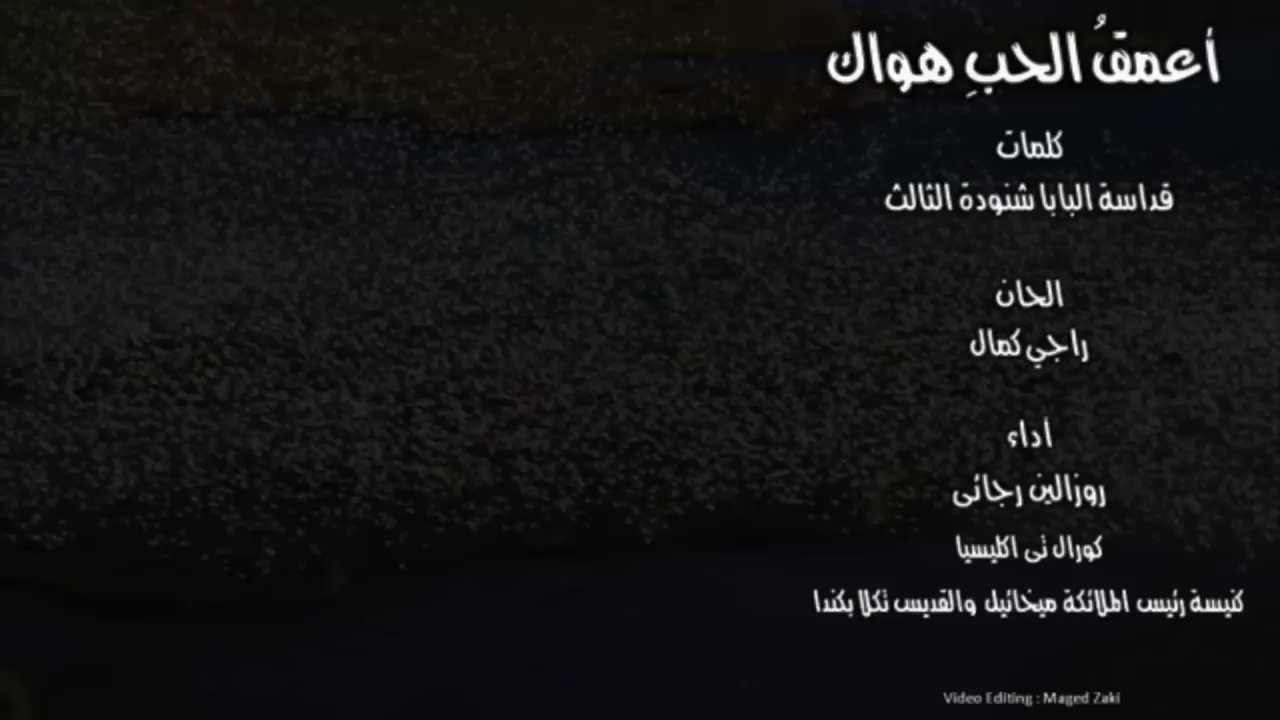 أعمقُ الحبِ هواك
كلمات
قداسة البابا شنودة الثالث
الحان
راجي كمال
أداء
روزالين رجائى
كورال تى اكليسيا
كنيسة رئيس الملائكة ميخائيل والقديس تكلا بكندا
Video Editing : Maged Zaki